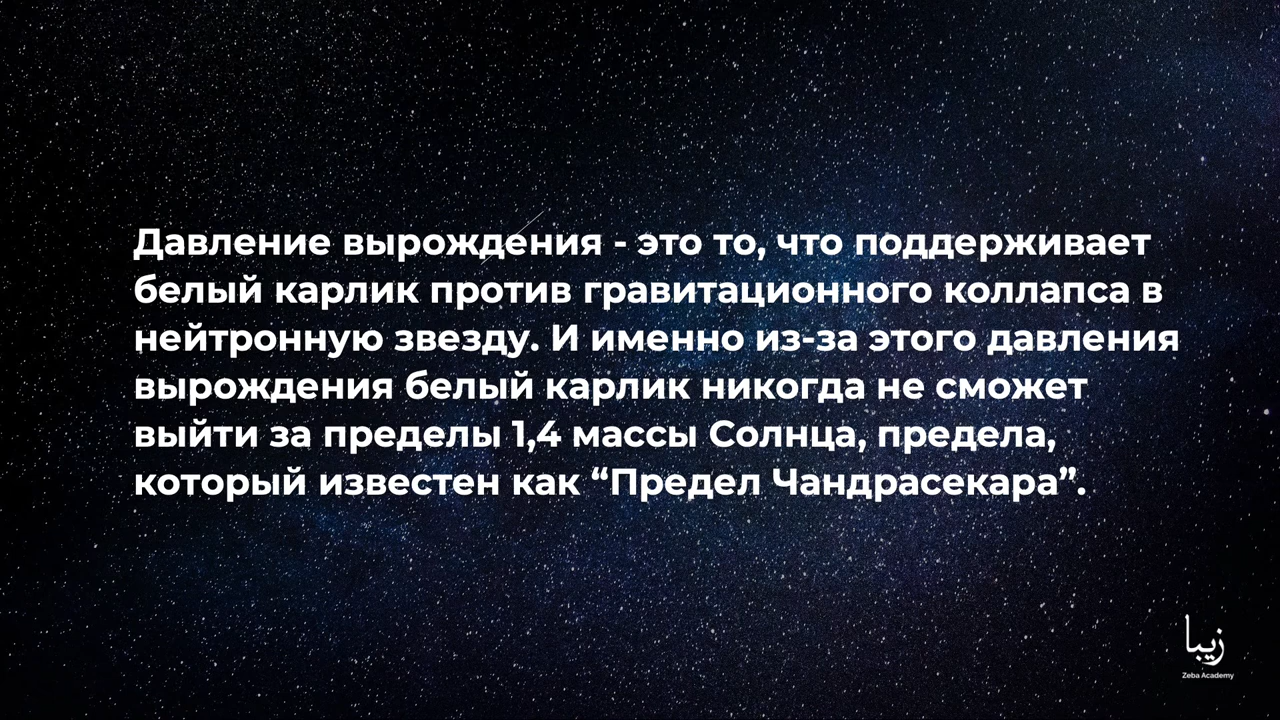 Давление вырождения - это то, что поддерживает
белый карлик против гравитационного коллапса в
нейтронную звезду. И именно из-за этого давления
вырождения белый карлик никогда не сможет
выйти за пределы 1,4 массы Солнца, предела,
который известен как “Предел Чандрасекара”.
زیبا
Zeba Academy